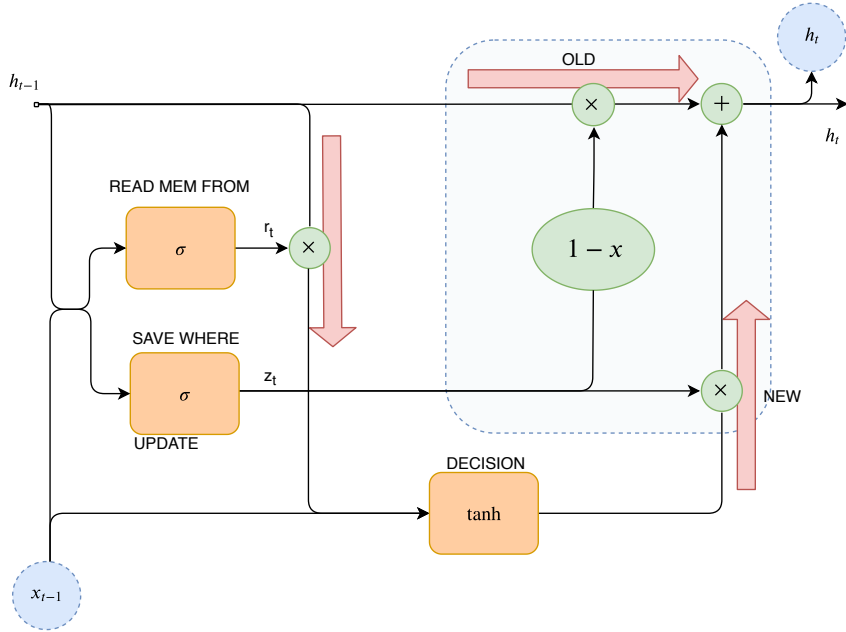 h_t
OLD
h_{t-1}
×
+
h_t
READ MEM FROM
σ
r_t
×
1 − x
SAVE WHERE
σ
z_t
×
NEW
UPDATE
DECISION
tanh
x_{t-1}